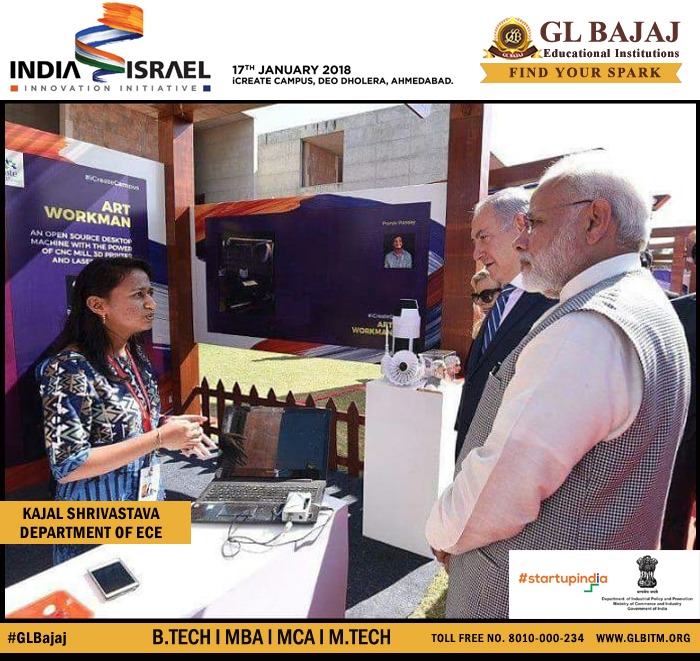 INDIA ISRAEL
INNOVATION INITIATIVE
17TH JANUARY 2018
iCREATE CAMPUS, DEO DHOLERA, AHMEDABAD.
GL BAJAJ
Educational Institutions
FIND YOUR SPARK
#iCreateCampus
ART
WORKMAN
AN OPEN SOURCE DESKTOP
MACHINE WITH THE POWER
OF CNC MILL, 3D PRINTER
AND LASER
Pranav Pandey
ART
WORKMAN
KAJAL SHRIVASTAVA
DEPARTMENT OF ECE
#startupindia
Department of Industrial Policy and Promotion
Ministry of Commerce and Industry
Government of India
#GLBajaj
B.TECH I MBA I MCA I M.TECH
TOLL FREE NO. 8010-000-234
WWW.GLBITM.ORG